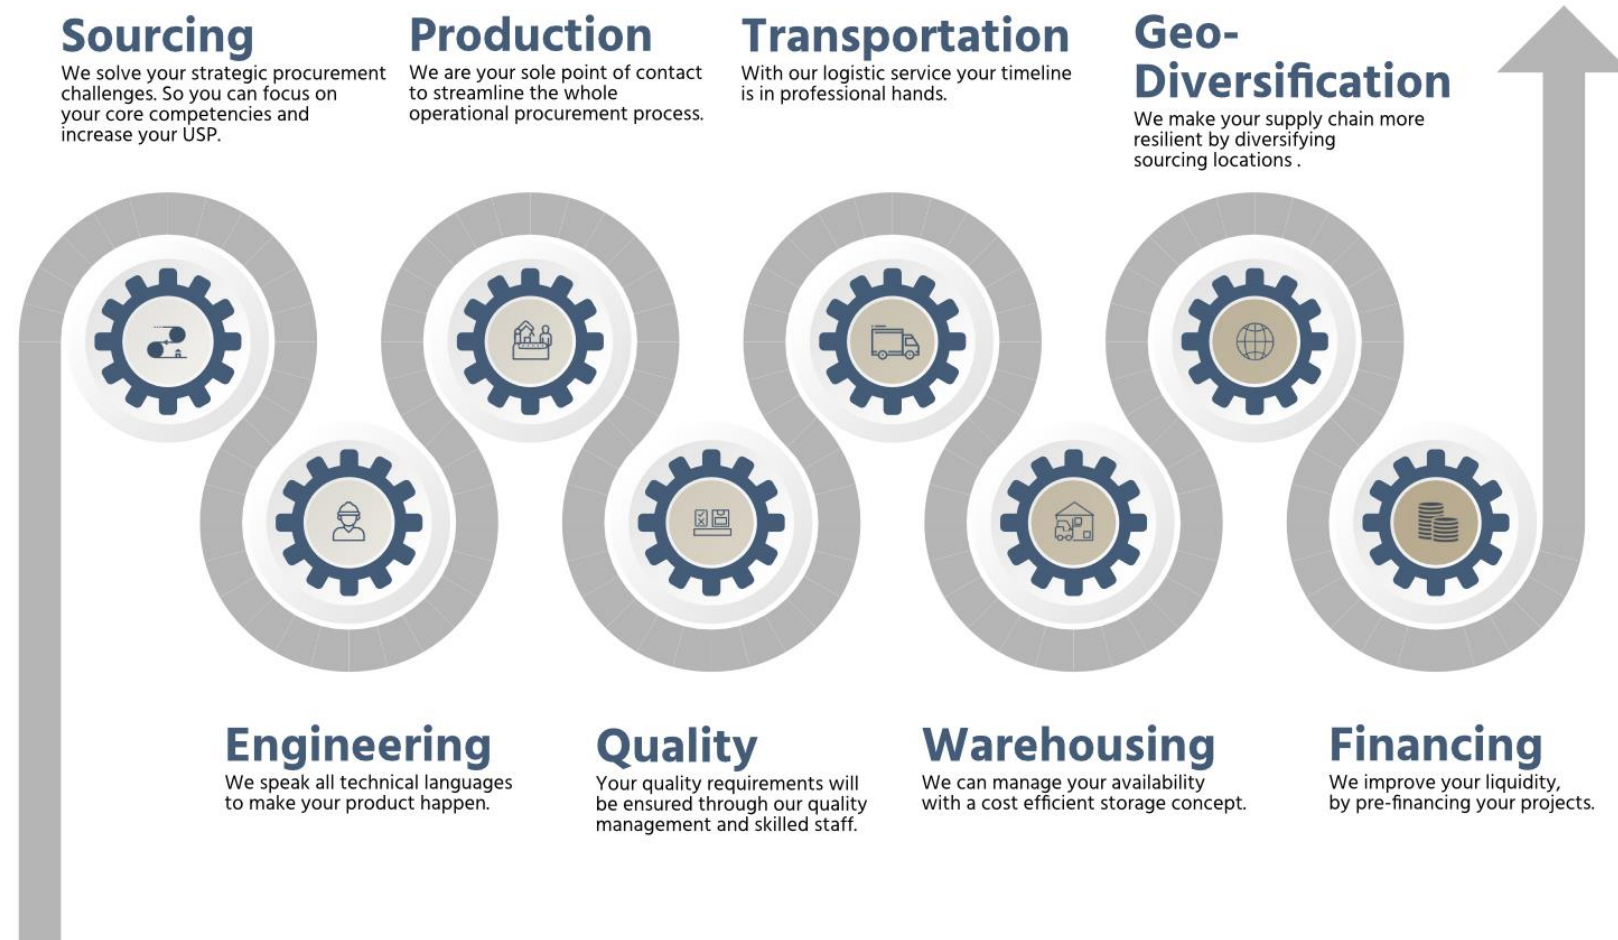 Sourcing
We solve your strategic procurement
challenges. So you can focus on
your core competencies and
increase your USP.
Production
We are your sole point of contact
to streamline the whole
operational procurement process.
Transportation
With our logistic service your timeline
is in professional hands.
Geo-
Diversification
We make your supply chain more
resilient by diversifying
sourcing locations .
Engineering
We speak all technical languages
to make your product happen.
Quality
Your quality requirements will
be ensured through our quality
management and skilled staff.
Warehousing
We can manage your availability
with a cost efficient storage concept.
Financing
We improve your liquidity,
by pre-financing your projects.